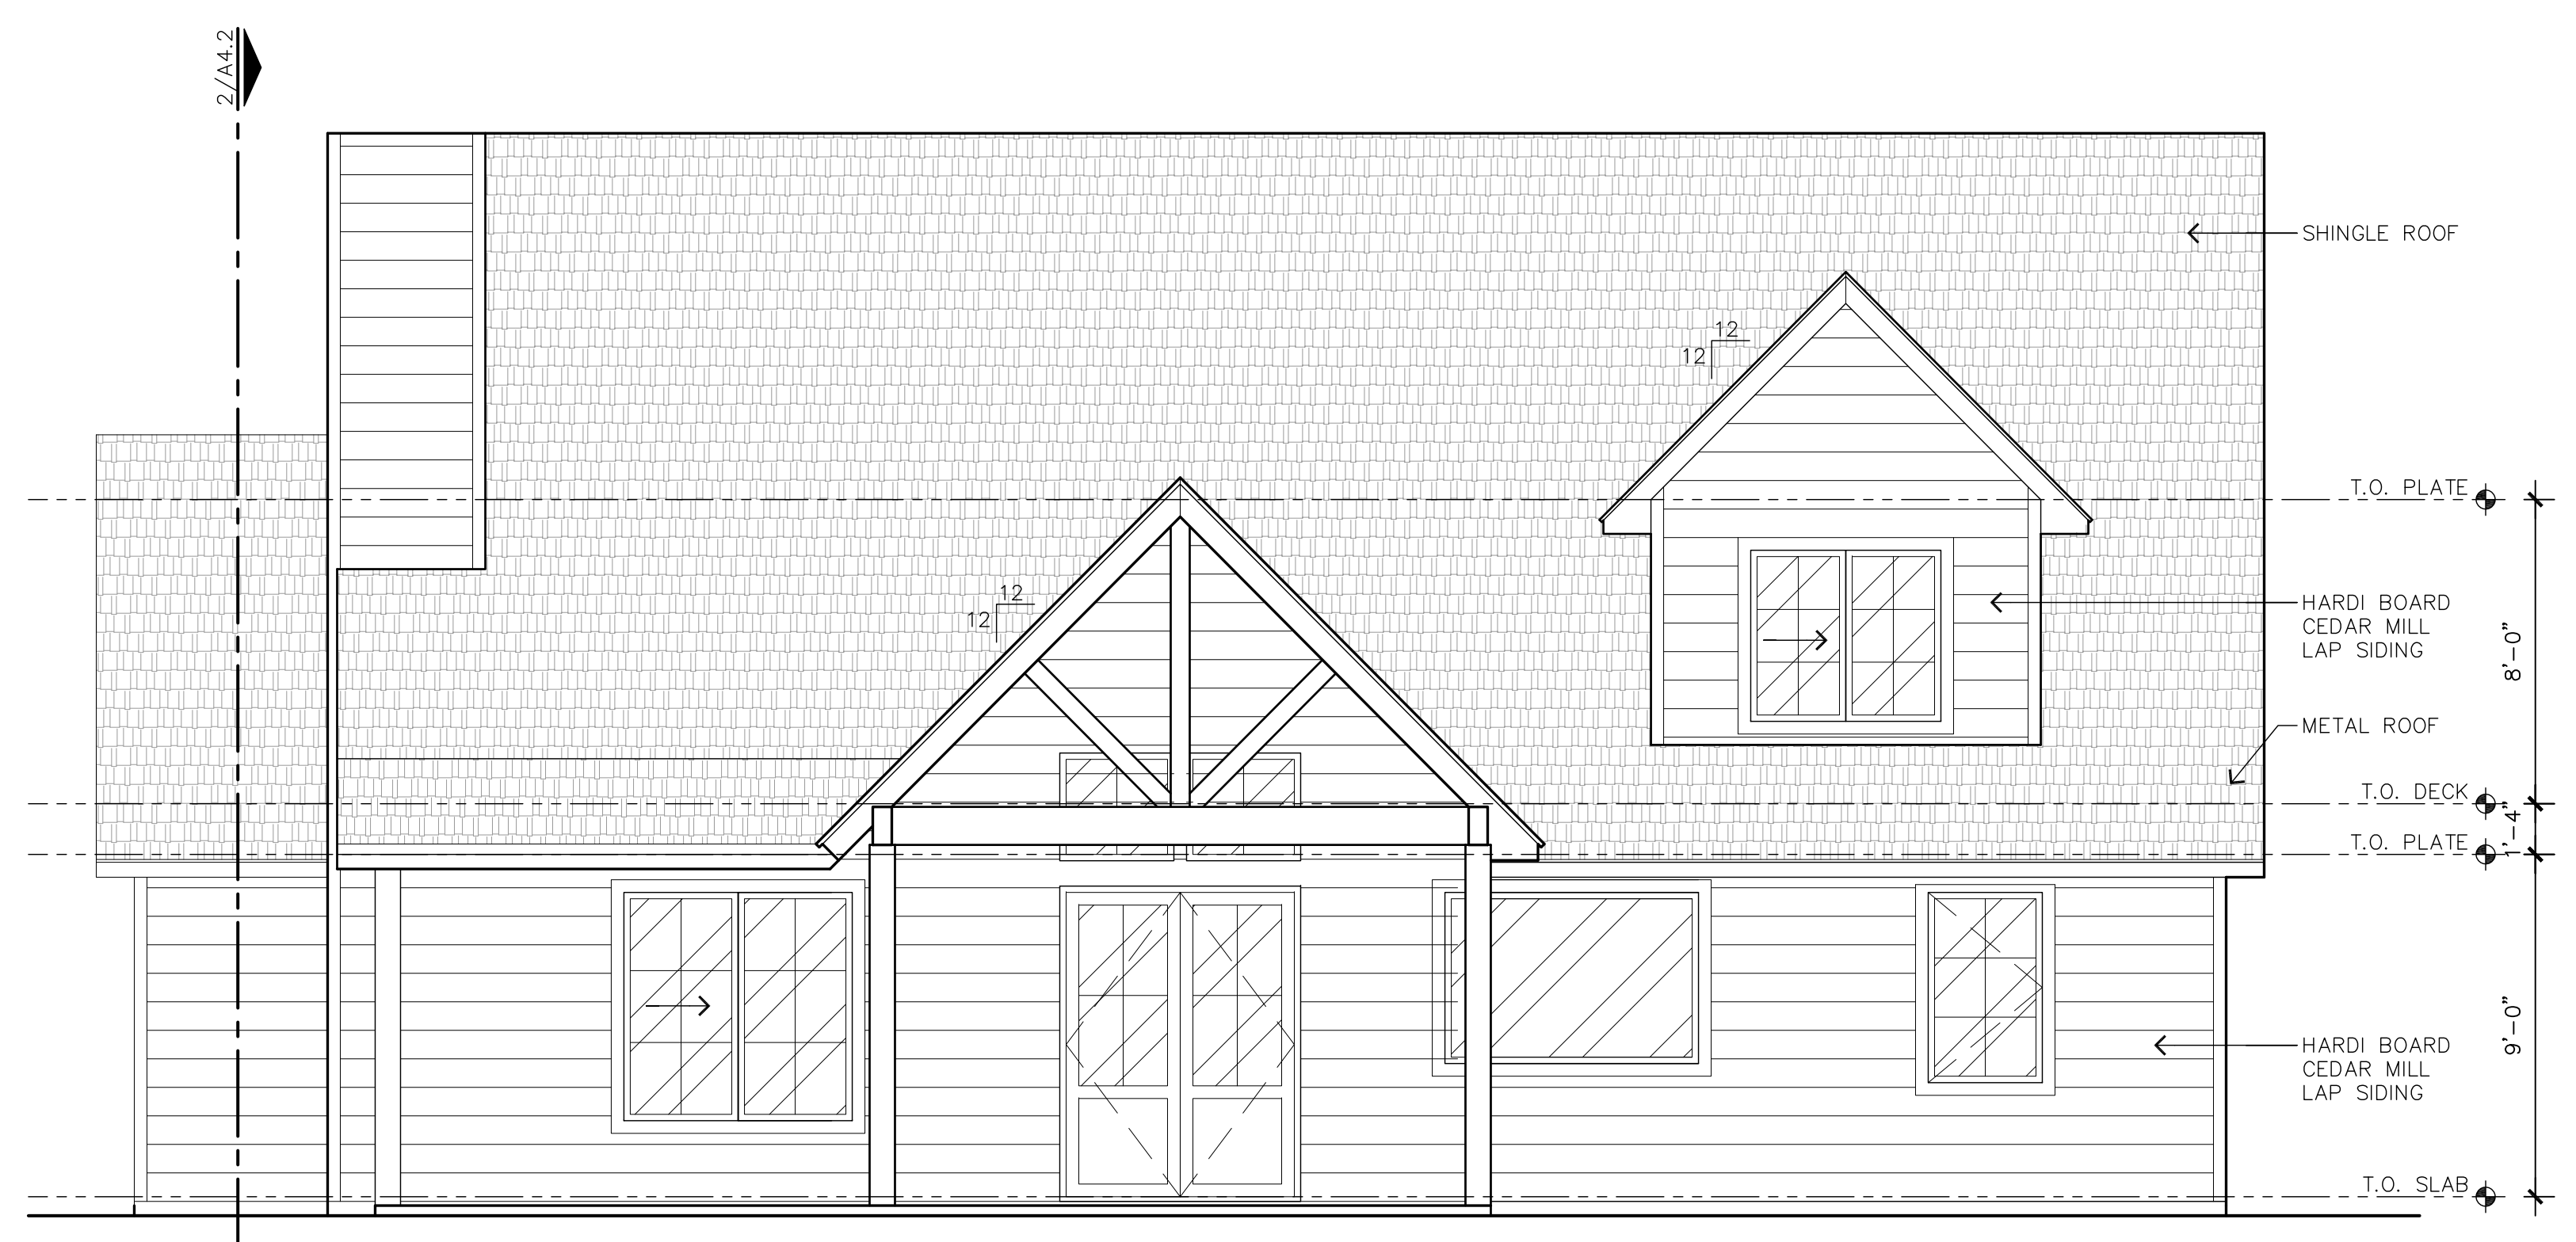 2/A4.2
SHINGLE ROOF
12
12
T.O. PLATE
12
12
HARDI BOARD
CEDAR MILL
LAP SIDING
8'-0"
METAL ROOF
T.O. DECK
1'-4"
T.O. PLATE
9'-0"
HARDI BOARD
CEDAR MILL
LAP SIDING
T.O. SLAB